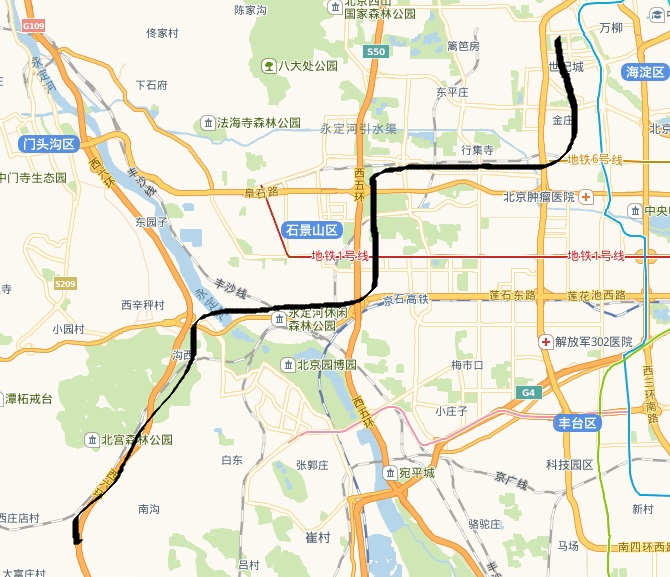 北京西山
国家森林公园
陈家沟
万柳
G109
佟家村
篱笆房
S50
世纪城
海淀区
八大处公园
永定河
下石府
东平庄
法海寺森林公园
永定河引水渠
金庄
门头沟区
行集寺
地铁6号线
西六环
丰沙线
中门寺生态园
西五环
阜石路
北京肿瘤医院
东园子
石景山区
地铁1号线
地铁1号线
S209
丰沙线
京石高铁
莲石东路
莲花池西路
西辛秤村
永定河休闲
森林公园
小园村
沟西
解放军302医院
北京园博园
梅市口
西三环南路
潭柘戒台
G4
西五环
小庄子
丰台区
北宫森林公园
白东
张郭庄
宛平城
科技园区
京广线
南沟
新村
西庄店村
崔村
骆驼庄
马场
南四环西路
大富庄村
吕村